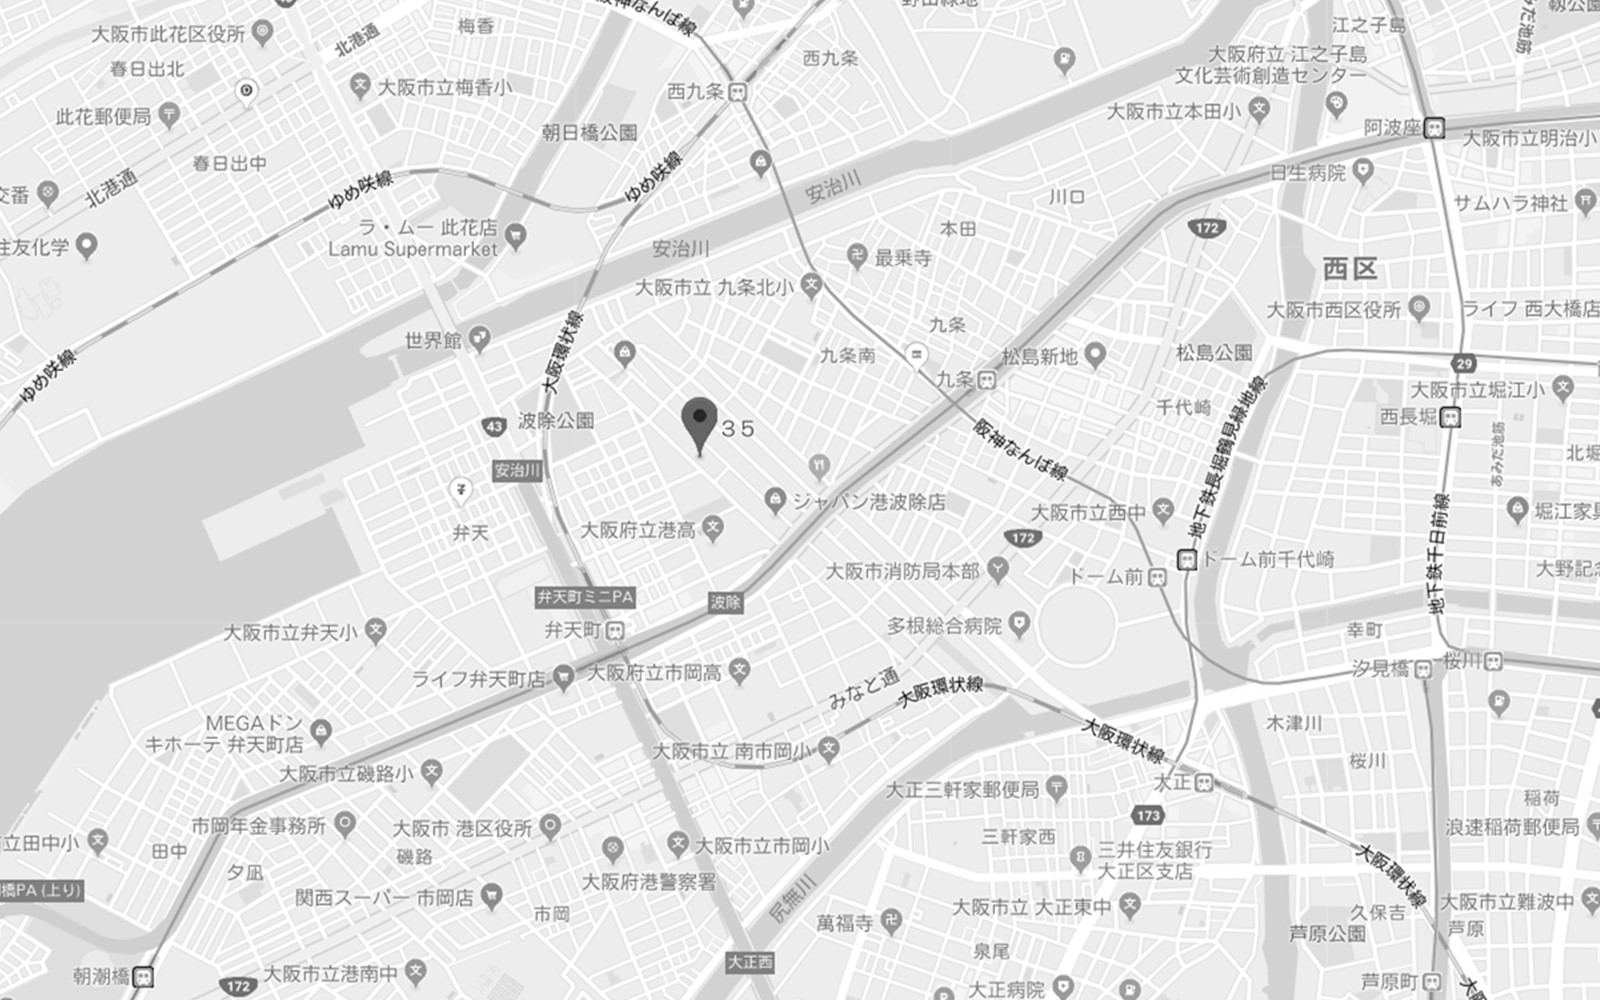 阪神なんば線
野田緑地
江之子島
大阪市此花区役所
北港通
梅香
春日出北
西九条
大阪府立 江之子島
文化芸術創造センター
西九条
大阪市立梅香小
此花郵便局
朝日橋公園
大阪市立本田小
阿波座
大阪市立明治小
春日出中
ゆめ咲線
ゆめ咲線
安治川
日生病院
交番
北港通
川口
サムハラ神社
住友化学
ラ・ムー 此花店
Lamu Supermarket
安治川
本田
最乗寺
172
西区
大阪市立 九条北小
大阪市西区役所
ライフ 西大橋店
世界館
大阪環状線
九条
九条南
松島新地
松島公園
29
ゆめ咲線
九条
大阪市立堀江小
千代崎
西長堀
43
波除公園
35
阪神なんば線
地下鉄長堀鶴見緑地線
あみだ池筋
北堀
安治川
ジャパン港波除店
大阪市立西中
堀江家具
弁天
大阪府立港高
172
地下鉄千日前線
大阪市消防局本部
ドーム前
ドーム前千代崎
大野記念
弁天町ミニPA
波除
大阪市立弁天小
弁天町
多根総合病院
幸町
ライフ弁天町店
大阪府立市岡高
汐見橋
桜川
みなと通
大阪環状線
MEGAドン
キホーテ 弁天町店
大阪市立 南市岡小
大阪環状線
木津川
桜川
大阪市立磯路小
大正三軒家郵便局
大正
稲荷
市岡年金事務所
大阪市 港区役所
173
浪速稲荷郵便局
立田中小
田中
磯路
大阪市立市岡小
三軒家西
三井住友銀行
大正区支店
大阪環状線
夕凪
大阪府港警察署
橋PA (上り)
関西スーパー 市岡店
市岡
尻無川
萬福寺
大阪市立 大正東中
久保吉
大阪市立難波中
芦原公園
芦原
泉尾
大正西
朝潮橋
172
大阪市立港南中
大正病院
芦原町